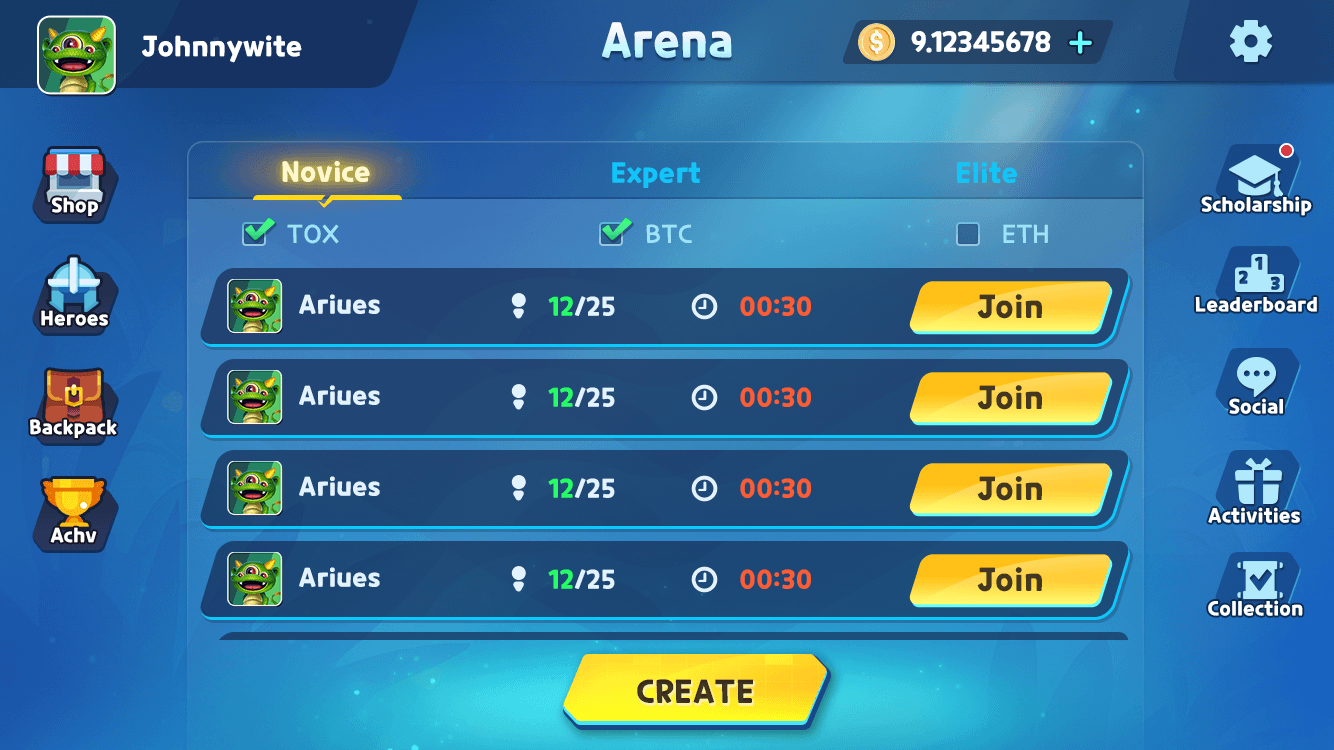 Johnnywite
Arena
9.12345678
Shop
Heroes
Backpack
Achv
Novice Expert Elite
TOX BTC ETH
Ariues 12/25 00:30 Join
Ariues 12/25 00:30 Join
Ariues 12/25 00:30 Join
Ariues 12/25 00:30 Join
CREATE
Scholarship
1
2 3
Leaderboard
Social
Activities
Collection